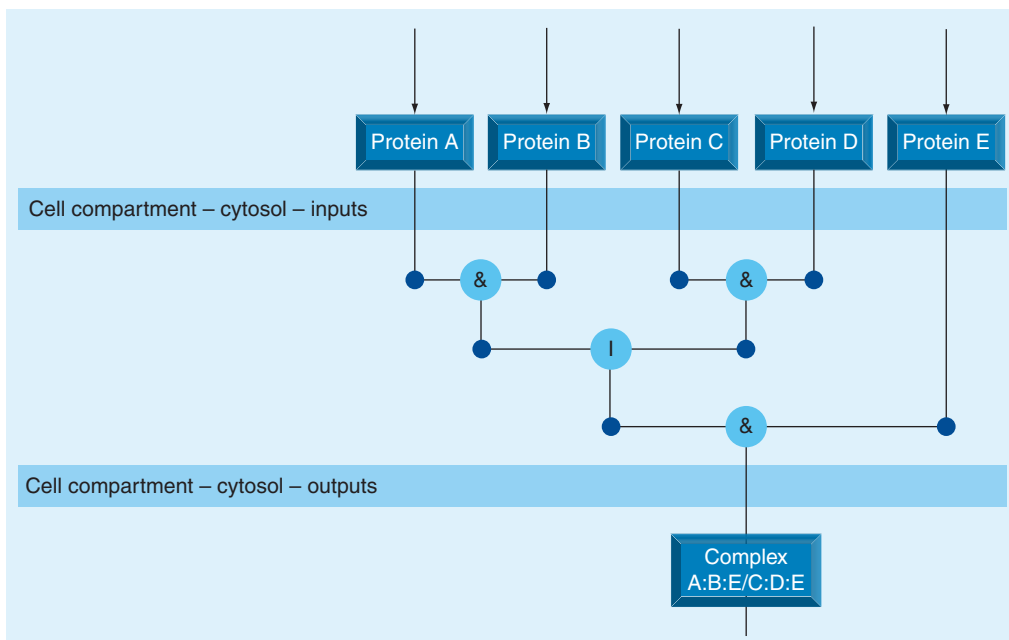 Protein A
Protein B
Protein C
Protein D
Protein E
Cell compartment – cytosol – inputs
&
&
I
&
Cell compartment – cytosol – outputs
Complex
A:B:E/C:D:E